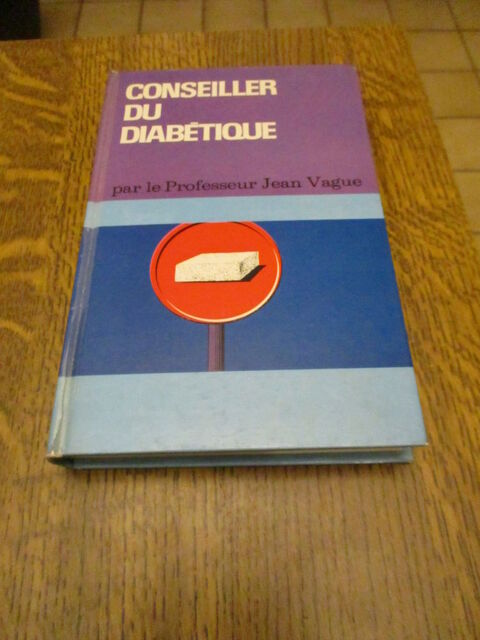 CONSEILLER
DU
DIABÉTIQUE
par le Professeur Jean Vague